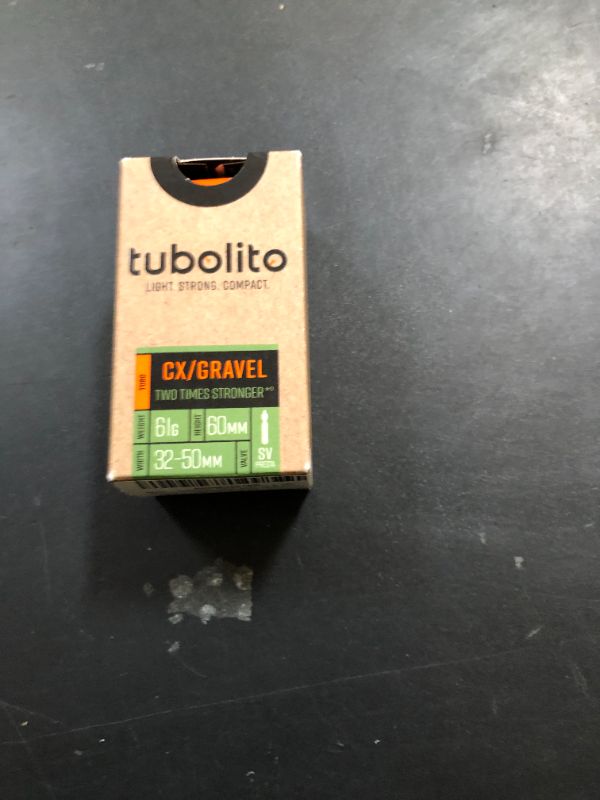 tubolito
LIGHT. STRONG. COMPACT.
TUBO
CX/GRAVEL
TWO TIMES STRONGER**
WEIGHT 61G HEIGHT 60MM
WIDTH 32-50MM VALVE SV
PRESTA